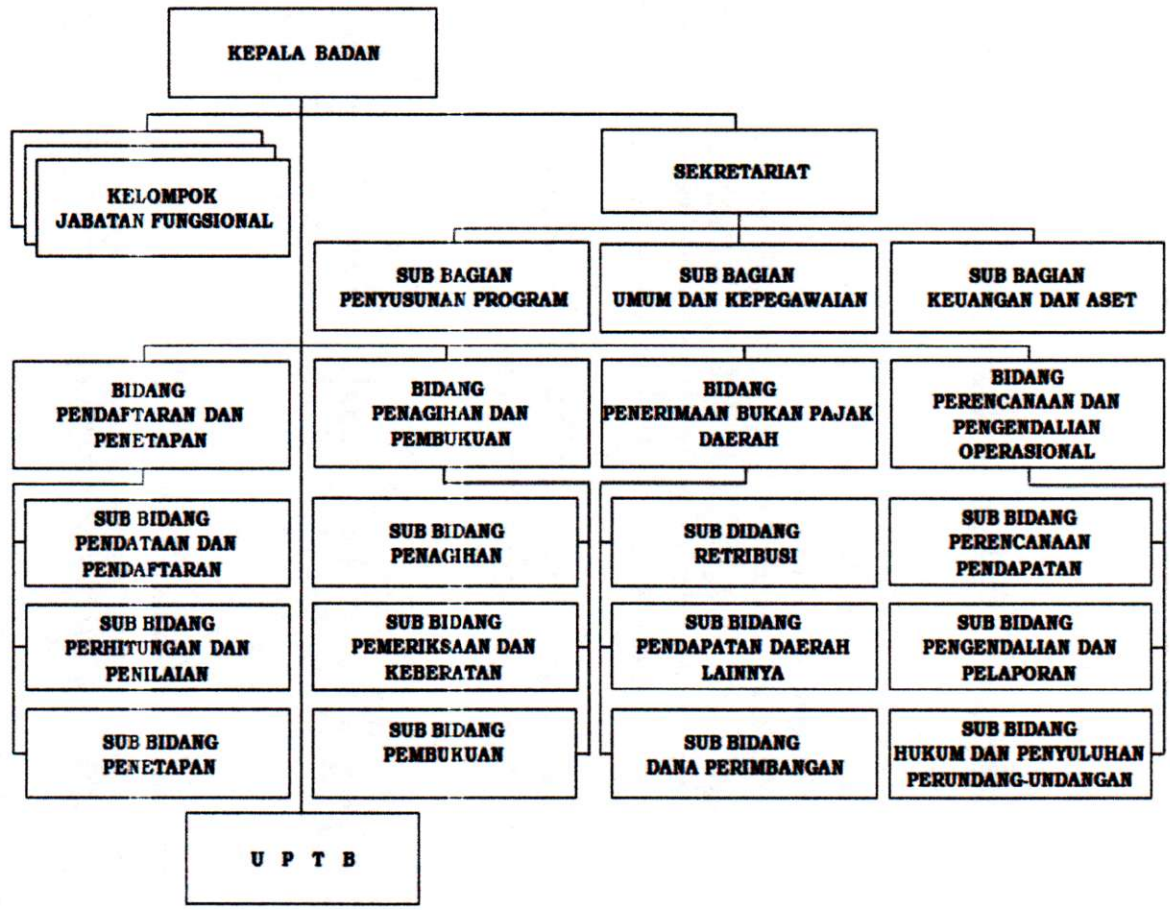 KEPALA BADAN
KELOMPOK
JABATAN FUNGSIONAL
SEKRETARIAT
SUB BAGIAN
PENYUSUNAN PROGRAM
SUB BAGIAN
UMUM DAN KEPEGAWAIAN
SUB BAGIAN
KEUANGAN DAN ASET
BIDANG
PENDAFTARAN DAN
PENETAPAN
BIDANG
PENAGIHAN DAN
PEMBUKUAN
BIDANG
PENERIMAAN BUKAN PAJAK
DAERAH
BIDANG
PERENCANAAN DAN
PENGENDALIAN
OPERASIONAL
SUB BIDANG
PENDATAAN DAN
PENDAFTARAN
SUB BIDANG
PENAGIHAN
SUB DIDANG
RETRIBUSI
SUB BIDANG
PERENCANAAN
PENDAPATAN
SUB BIDANG
PERHITUNGAN DAN
PENILAIAN
SUB BIDANG
PEMERIKSAAN DAN
KEBERATAN
SUB BIDANG
PENDAPATAN DAERAH
LAINNYA
SUB BIDANG
PENGENDALIAN DAN
PELAPORAN
SUB BIDANG
PENETAPAN
SUB BIDANG
PEMBUKUAN
SUB BIDANG
DANA PERIMBANGAN
SUB BIDANG
HUKUM DAN PENYULUHAN
PERUNDANG-UNDANGAN
U P T B